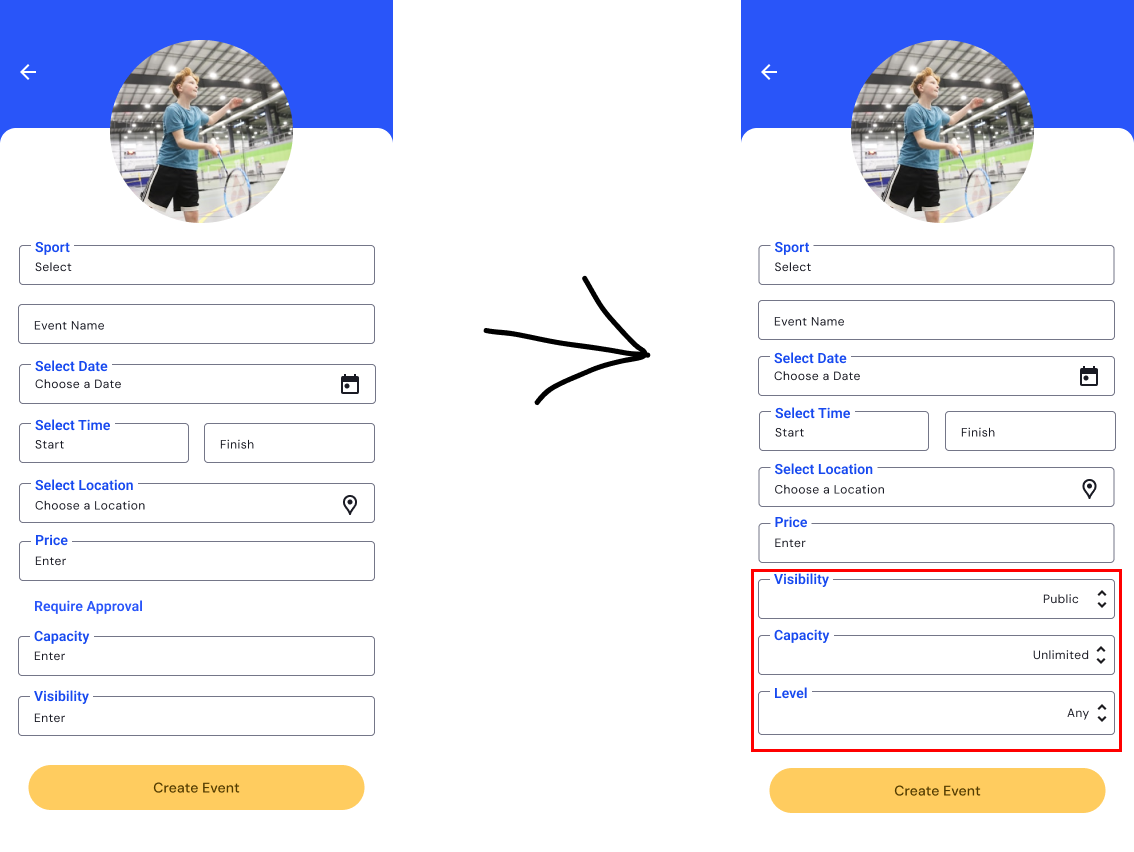 Sport
Select
Event Name
Select Date
Choose a Date
Select Time
Start
Finish
Select Location
Choose a Location
Price
Enter
Require Approval
Capacity
Enter
Visibility
Enter
Create Event
Sport
Select
Event Name
Select Date
Choose a Date
Select Time
Start
Finish
Select Location
Choose a Location
Price
Enter
Visibility
Public
Capacity
Unlimited
Level
Any
Create Event